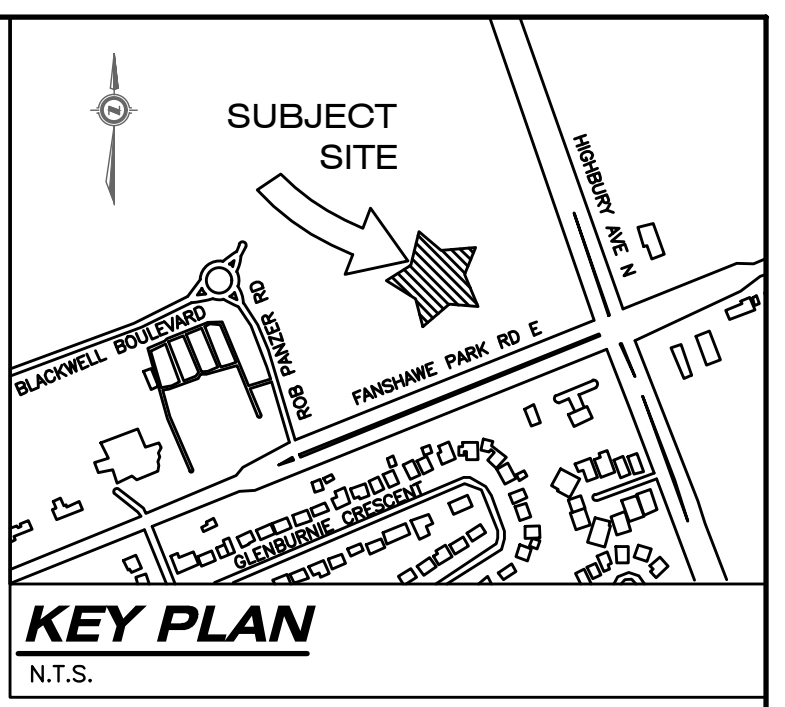 N
SUBJECT
SITE
HIGHBURY AVE N
BLACKWELL BOULEVARD
ROB PANZER RD
FANSHAWE PARK RD E
GLENBURNIE CRESCENT
KEY PLAN
N.T.S.